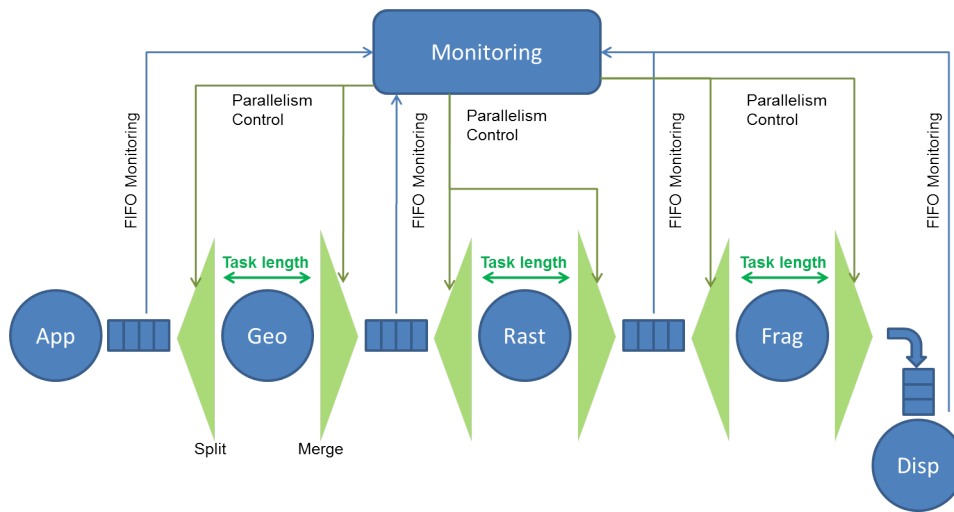 Monitoring
Parallelism
Control
Parallelism
Control
Parallelism
Control
FIFO Monitoring
FIFO Monitoring
FIFO Monitoring
FIFO Monitoring
Task length
Task length
Task length
App
Geo
Rast
Frag
Split
Merge
Disp